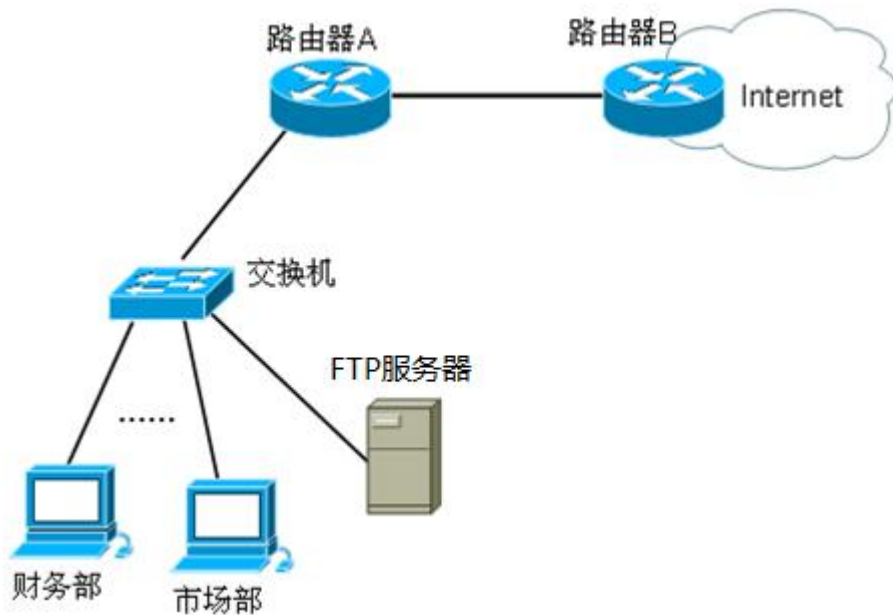 路由器A
路由器B
Internet
交换机
FTP服务器
......
财务部
市场部